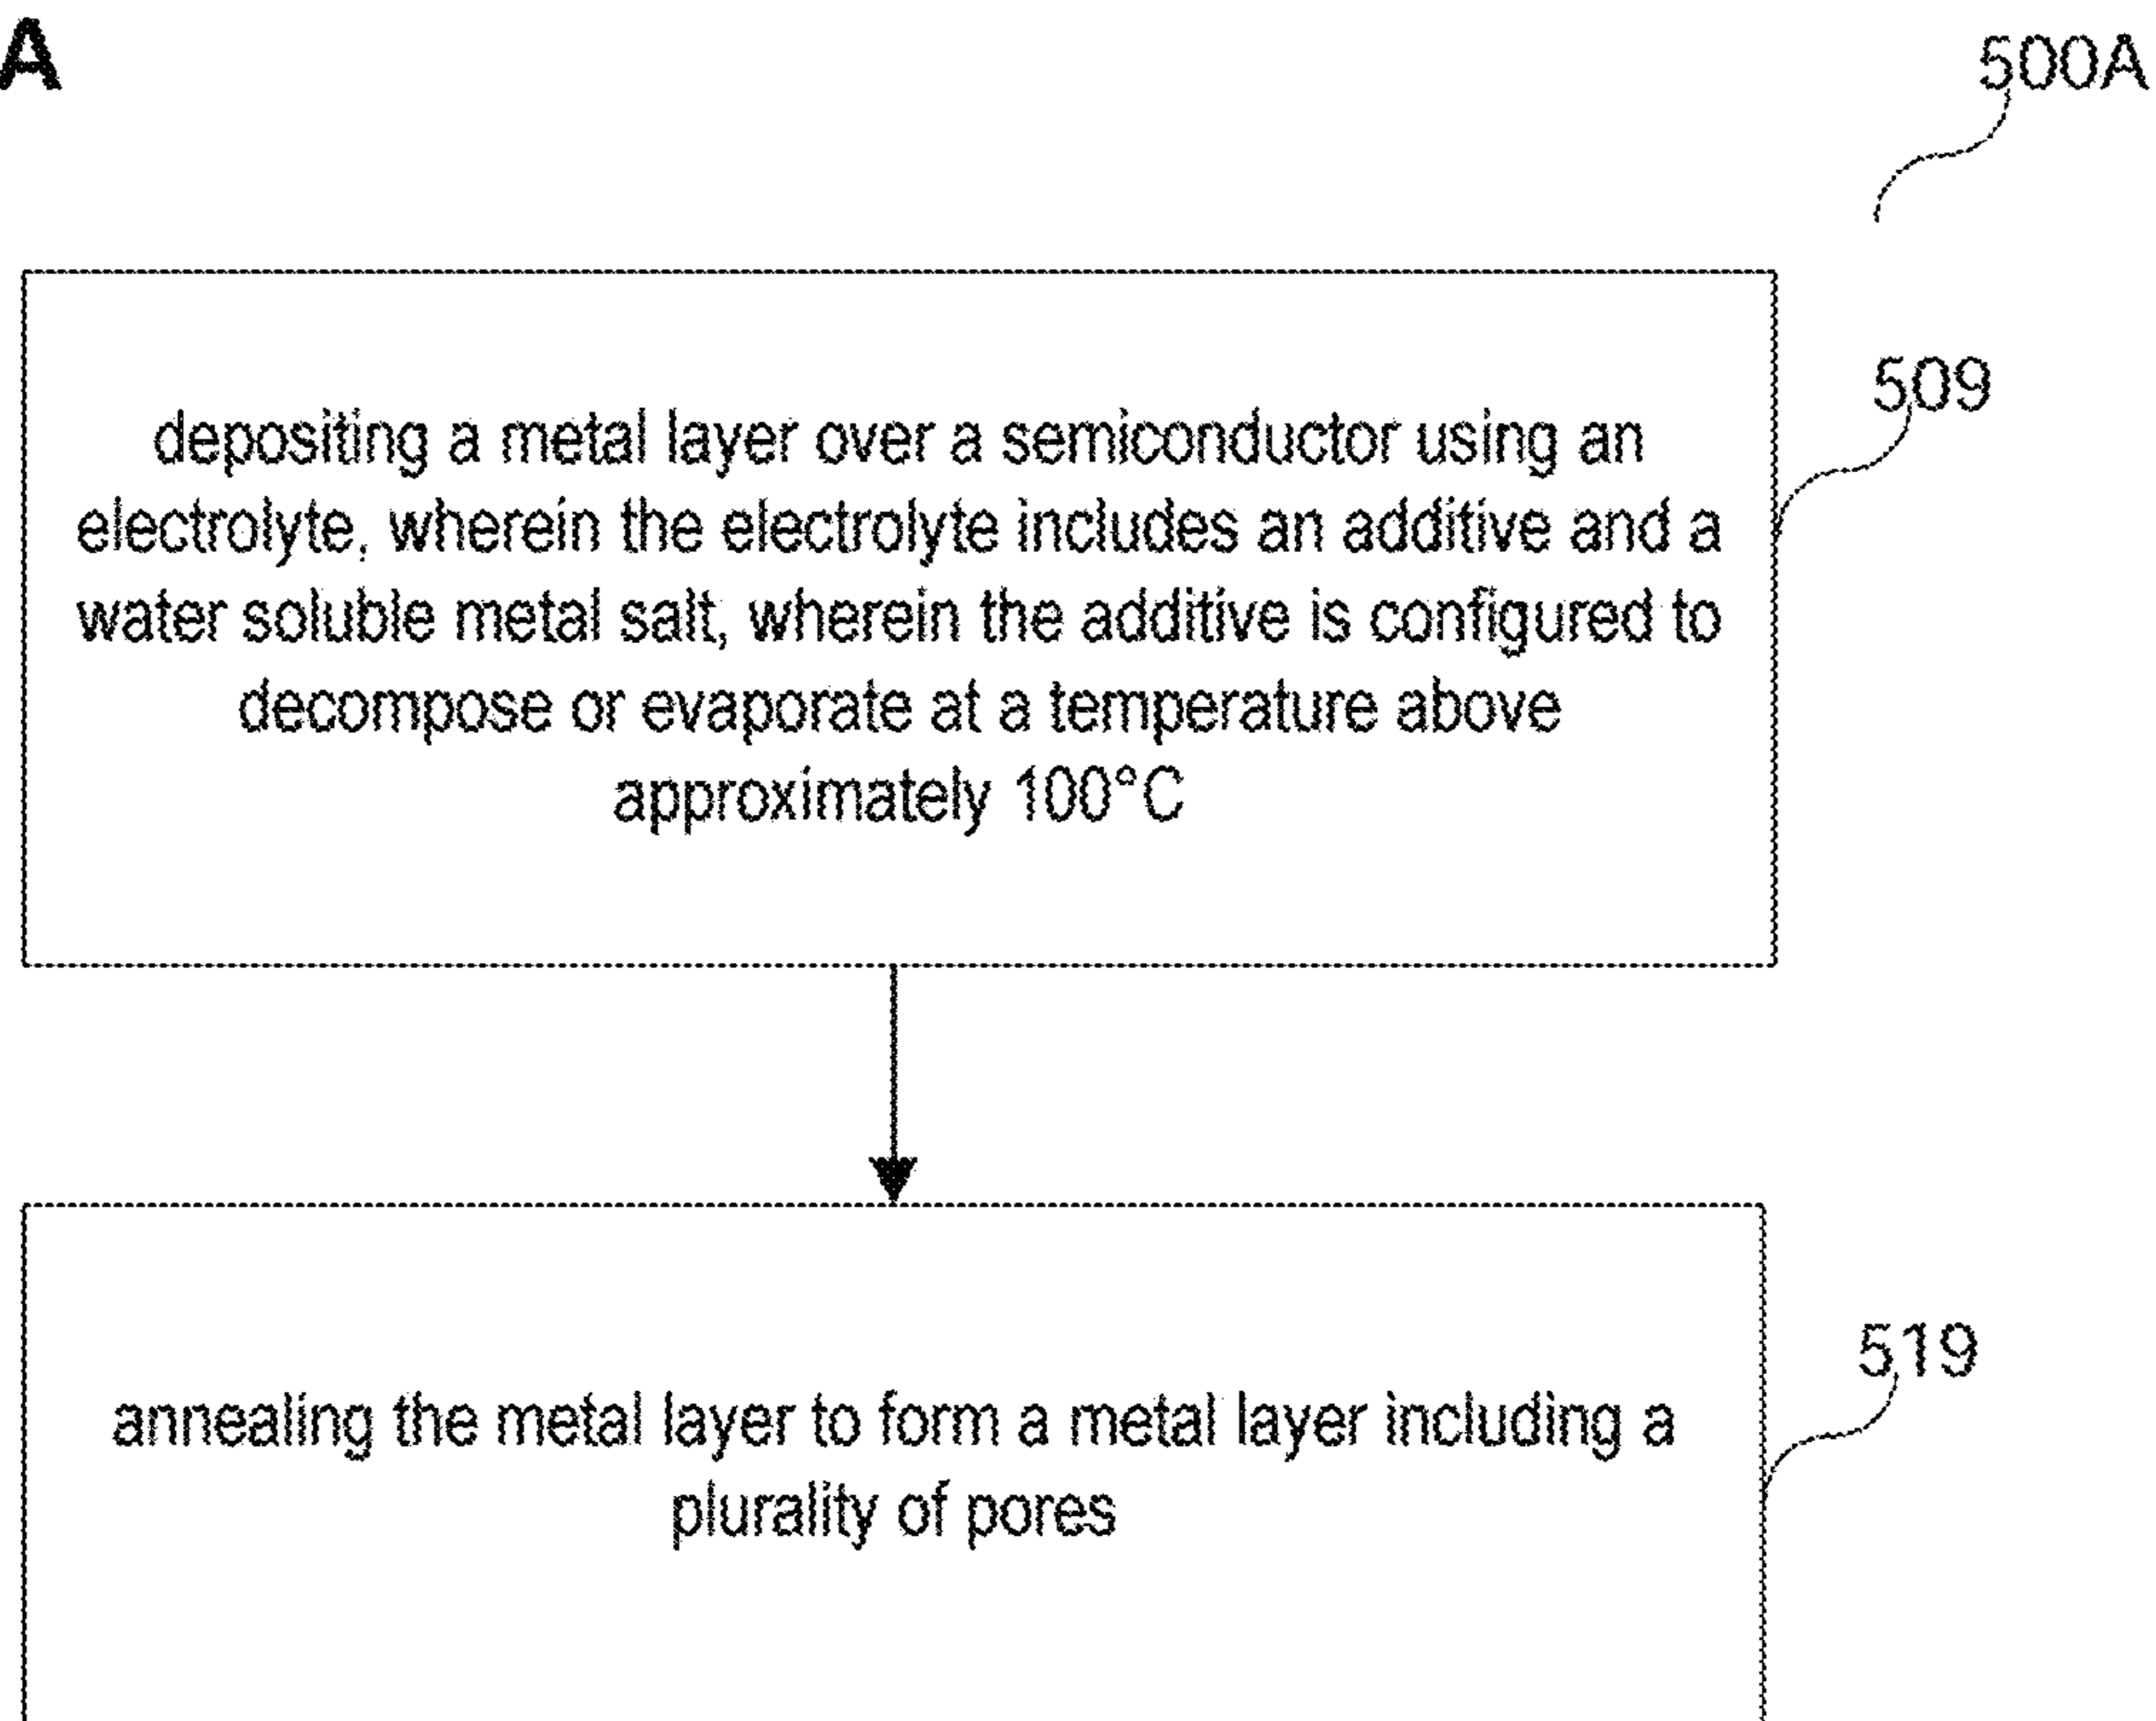 A
500A
509
depositing a metal layer over a semiconductor using an
electrolyte, wherein the electrolyte includes an additive and a
water soluble metal salt, wherein the additive is configured to
decompose or evaporate at a temperature above
approximately 100°C
519
annealing the metal layer to form a metal layer including a
plurality of pores